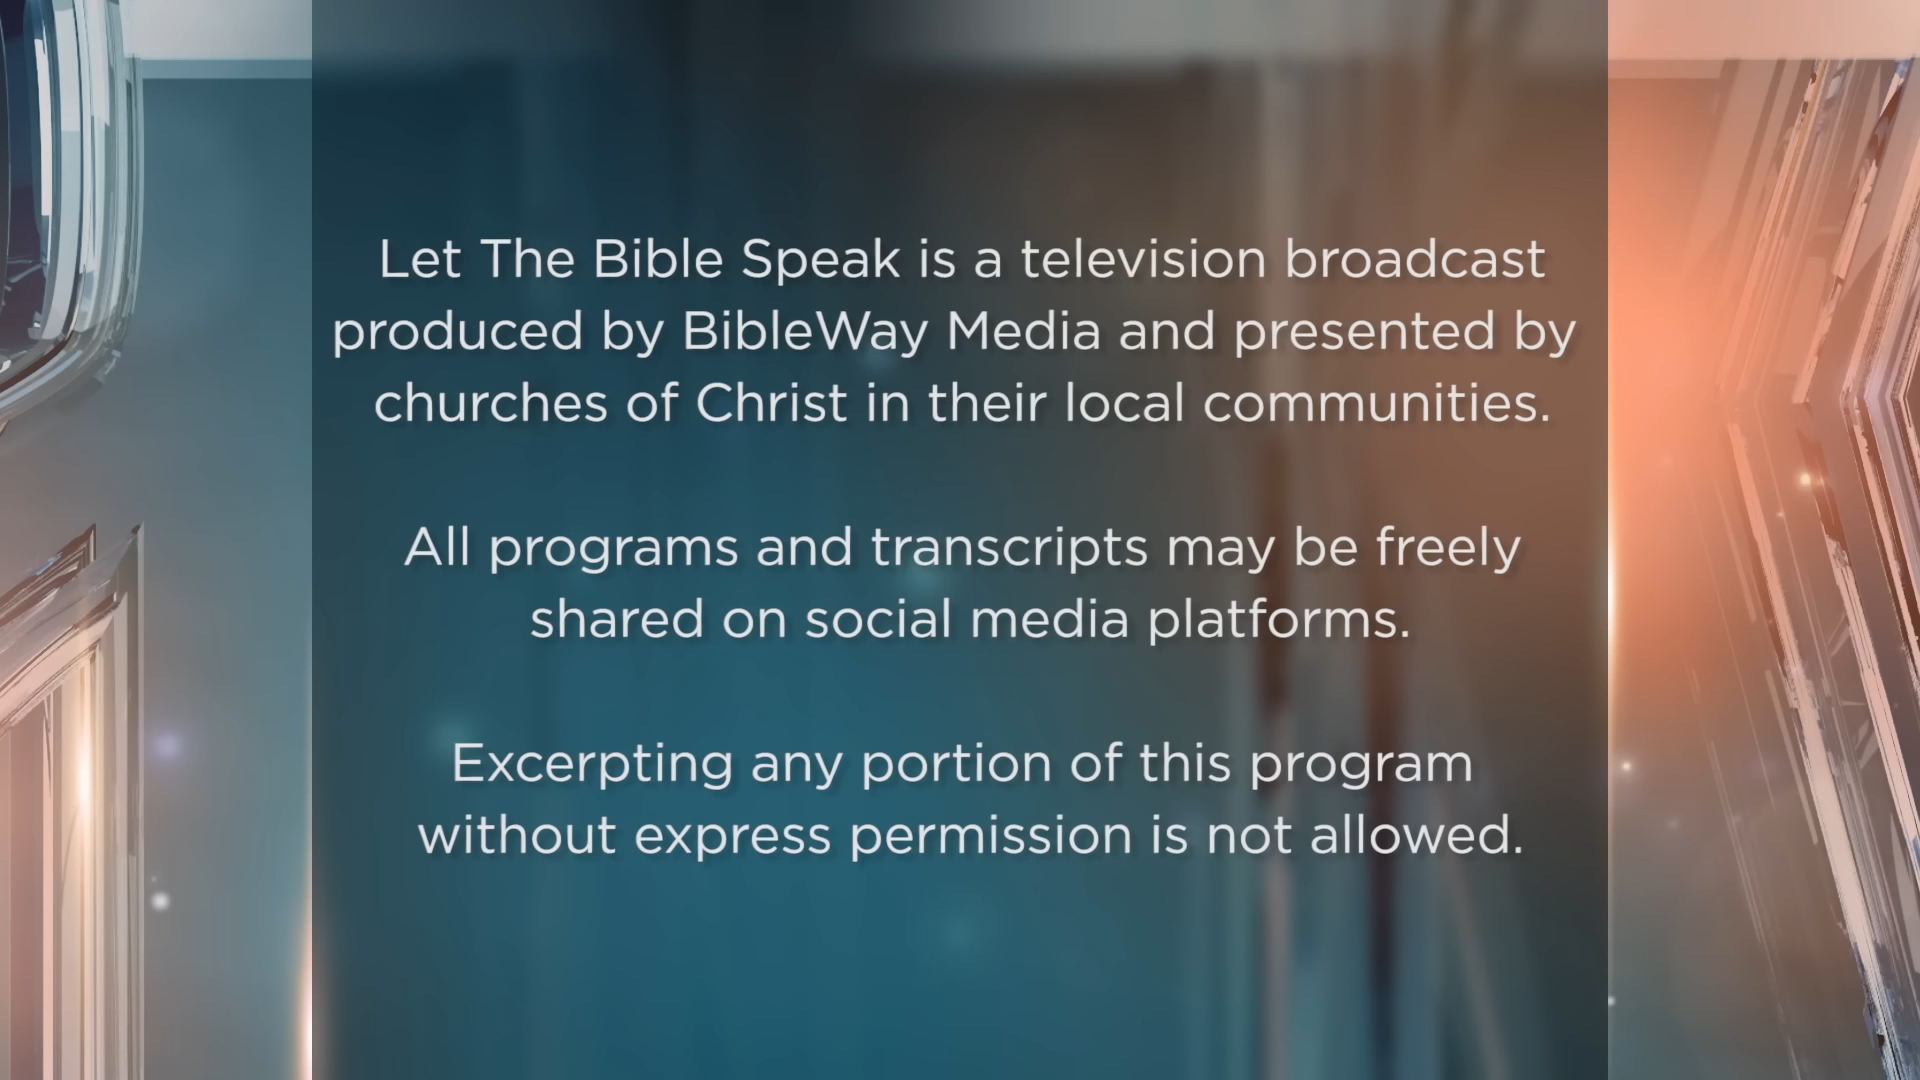 Let The Bible Speak is a television broadcast
produced by BibleWay Media and presented by
churches of Christ in their local communities.
All programs and transcripts may be freely
shared on social media platforms.
Excerpting any portion of this program
without express permission is not allowed.